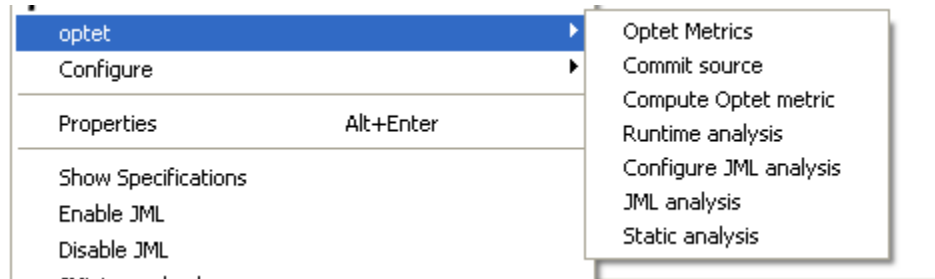 optet
Configure
Properties Alt+Enter
Show Specifications
Enable JML
Disable JML
Optet Metrics
Commit source
Compute Optet metric
Runtime analysis
Configure JML analysis
JML analysis
Static analysis